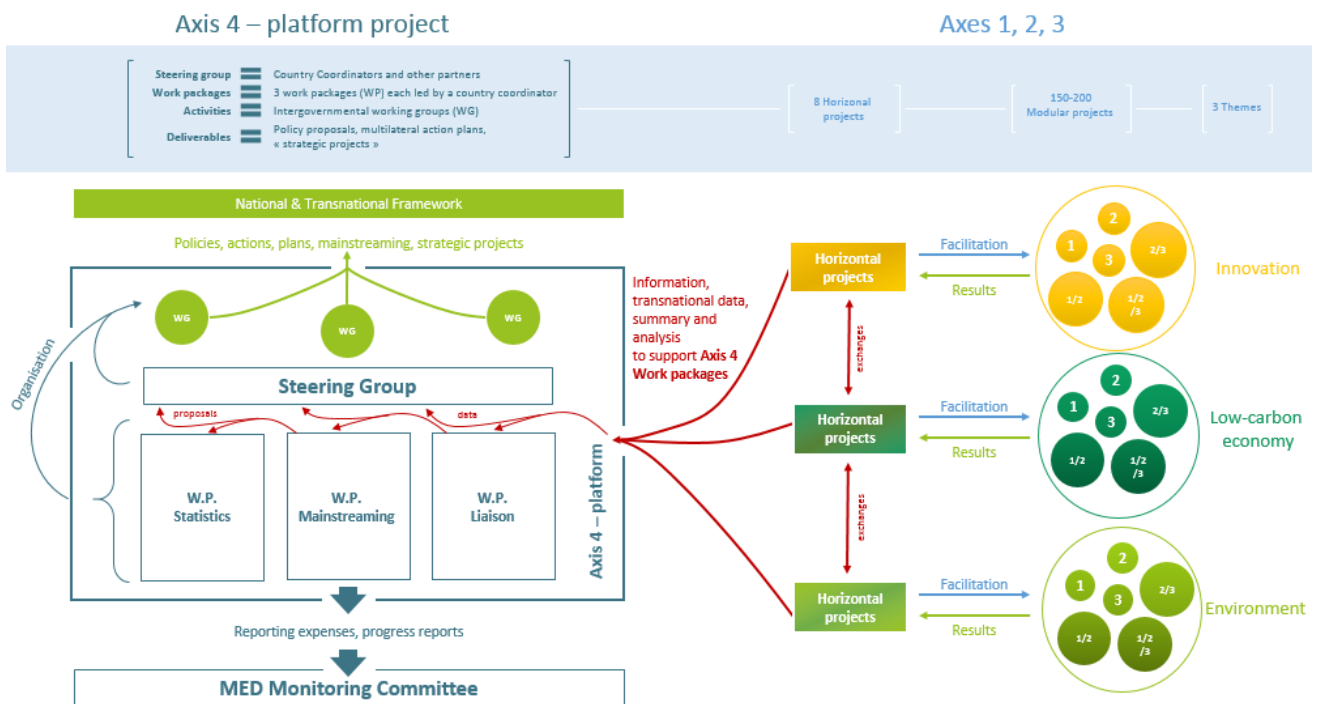 Axis 4 – platform project
Axes 1, 2, 3
Steering group
Country Coordinators and other partners
Work packages
3 work packages (WP) each led by a country coordinator
Activities
Intergovernmental working groups (WG)
Deliverables
Policy proposals, multilateral action plans,
« strategic projects »
8 Horizonal
projects
150-200
Modular projects
3 Themes
National & Transnational Framework
Policies, actions, plans, mainstreaming, strategic projects
WG
WG
WG
Organisation
Steering Group
proposals
data
W.P.
Statistics
W.P.
Mainstreaming
W.P.
Liaison
Axis 4 – platform
Reporting expenses, progress reports
MED Monitoring Committee
Information,
transnational data,
summary and
analysis
to support Axis 4
Work packages
Horizontal
projects
exchanges
Horizontal
projects
exchanges
Horizontal
projects
Facilitation
Results
2
1
3
2/3
1/2
1/2
/3
Innovation
Facilitation
Results
2
1
3
2/3
1/2
1/2
/3
Low-carbon
economy
Facilitation
Results
2
1
3
2/3
1/2
1/2
/3
Environment